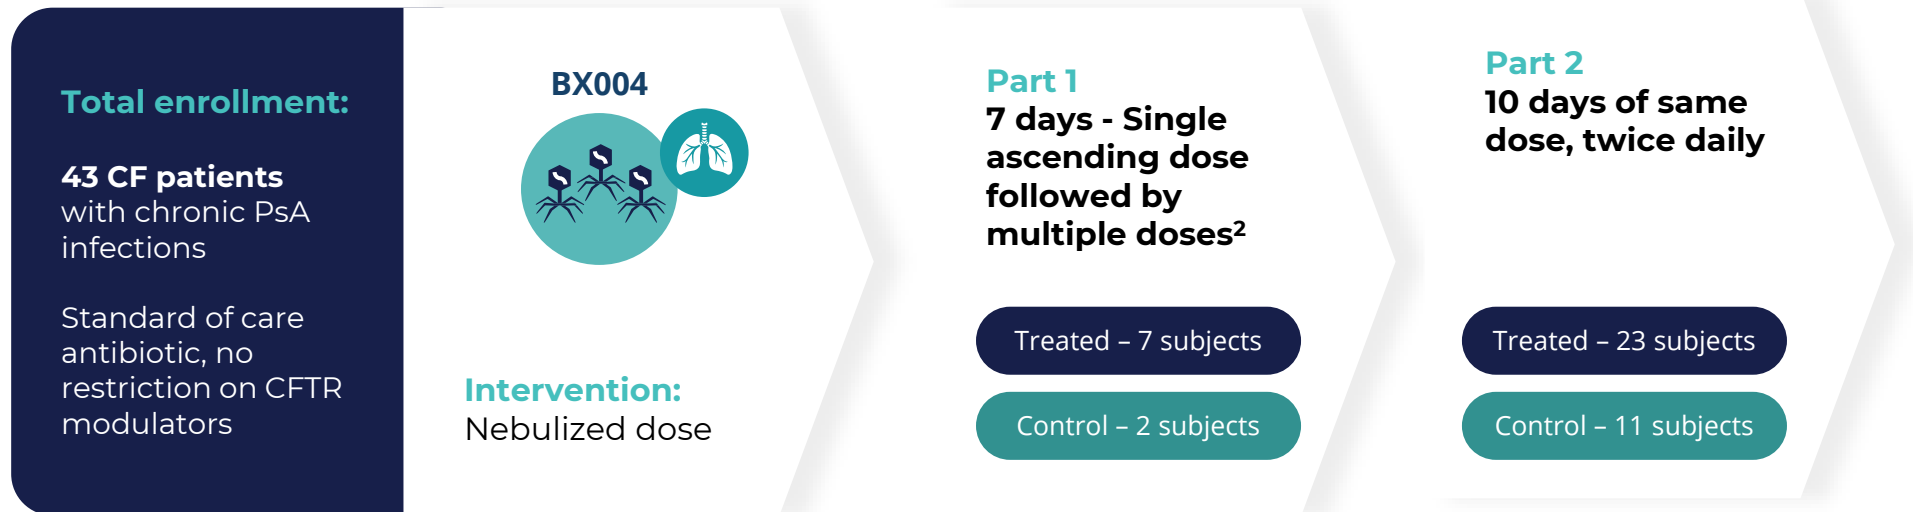 Total enrollment:
43 CF patients
with chronic PsA
infections
Standard of care
antibiotic, no
restriction on CFTR
modulators
BX004
Intervention:
Nebulized dose
Part 1
7 days - Single
ascending dose
followed by
multiple doses²
Treated – 7 subjects
Control – 2 subjects
Part 2
10 days of same
dose, twice daily
Treated – 23 subjects
Control – 11 subjects